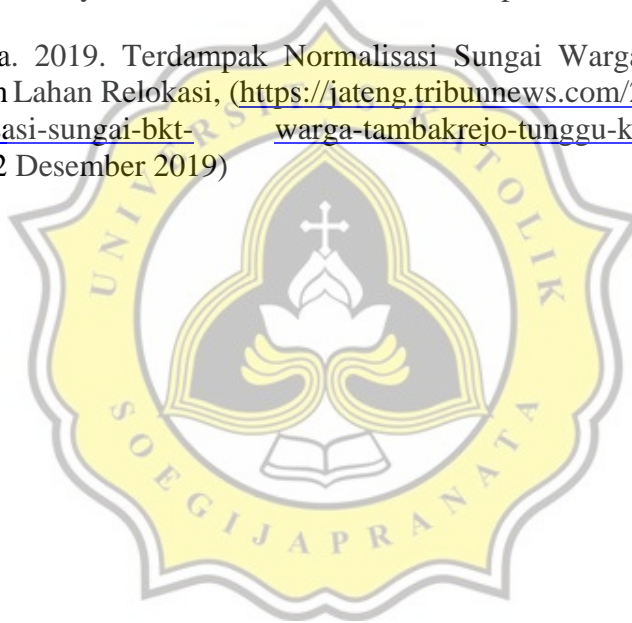 a. 2019. Terdampak Normalisasi Sungai Warga
Lahan Relokasi, (https://jateng.tribunnews.com/
asi-sungai-bkt- warga-tambakrejo-tunggu-k
2 Desember 2019)
UNIVERSITAS KATOLIK
SOEGIJAPRANATA